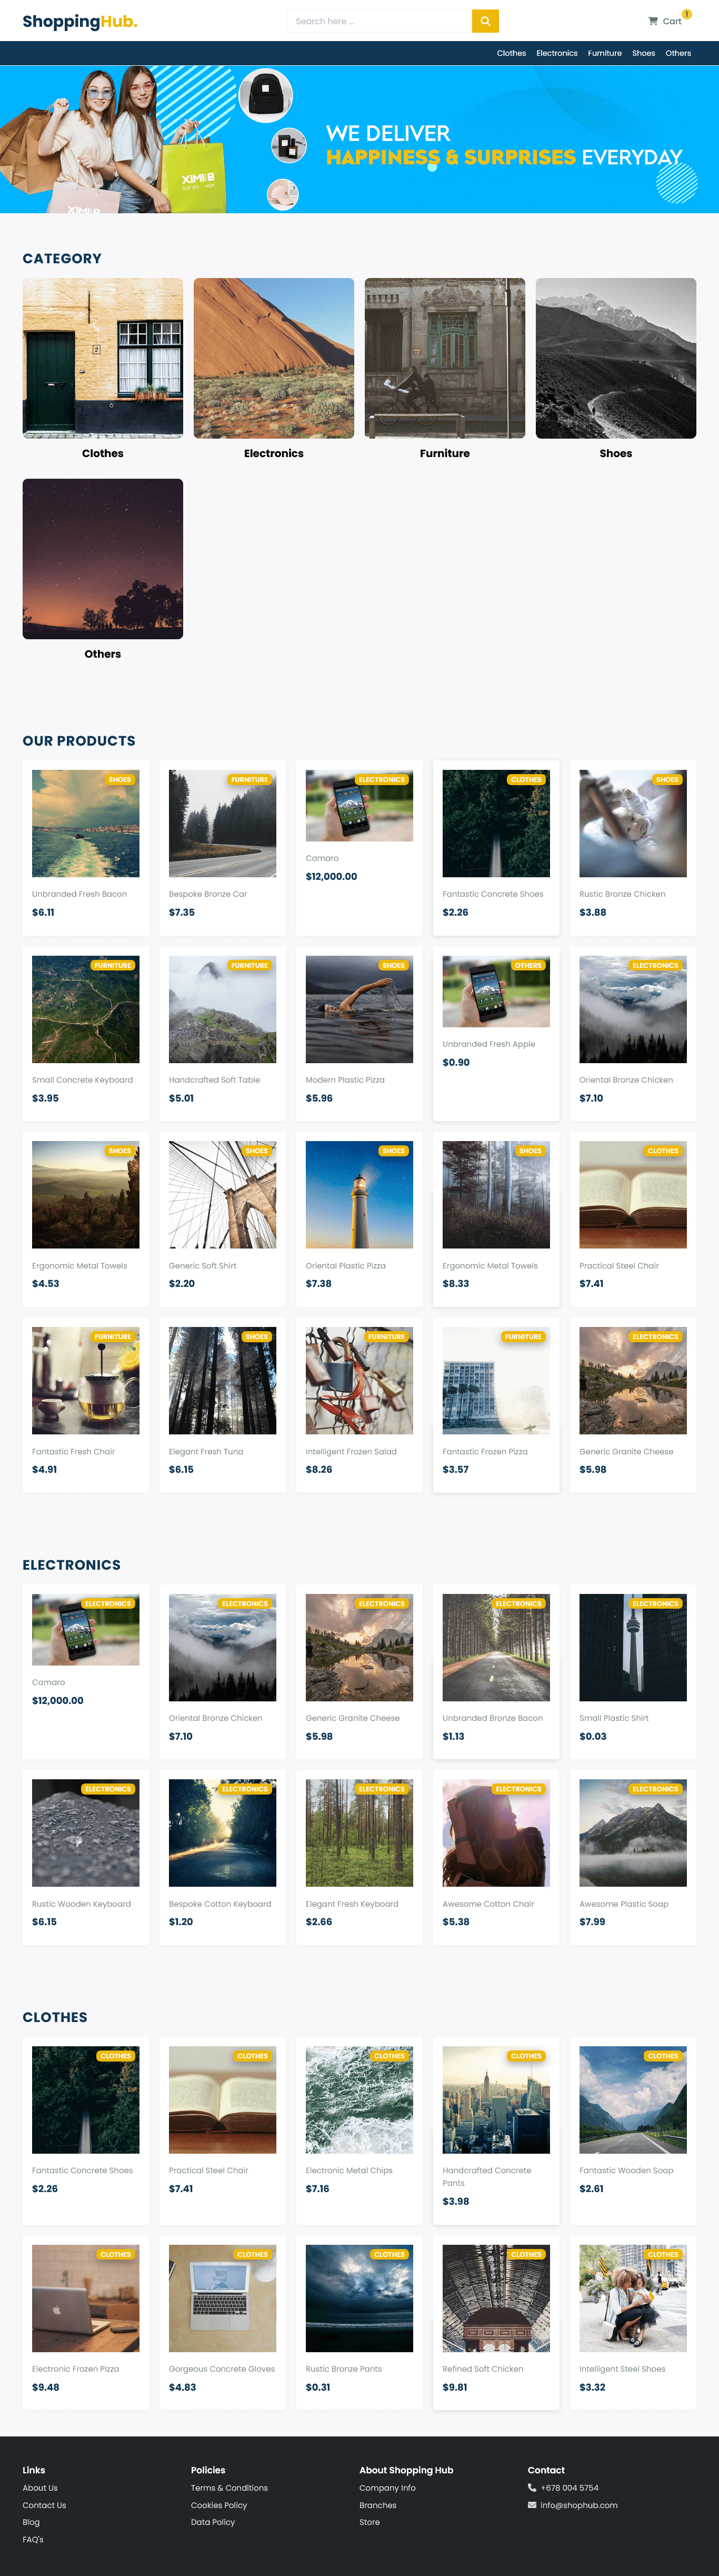 ShoppingHub.
Search here ...
Cart
1
Clothes
Electronics
Furniture
Shoes
Others
WE DELIVER
HAPPINESS & SURPRISES EVERYDAY
CATEGORY
Clothes
Electronics
Furniture
Shoes
Others
OUR PRODUCTS
SHOES
Unbranded Fresh Bacon
$6.11
FURNITURE
Bespoke Bronze Car
$7.35
ELECTRONICS
Camaro
$12,000.00
CLOTHES
Fantastic Concrete Shoes
$2.26
SHOES
Rustic Bronze Chicken
$3.88
FURNITURE
Small Concrete Keyboard
$3.95
FURNITURE
Handcrafted Soft Table
$5.01
SHOES
Modern Plastic Pizza
$5.96
OTHERS
Unbranded Fresh Apple
$0.90
ELECTRONICS
Oriental Bronze Chicken
$7.10
SHOES
Ergonomic Metal Towels
$4.53
SHOES
Generic Soft Shirt
$2.20
SHOES
Oriental Plastic Pizza
$7.38
SHOES
Ergonomic Metal Towels
$8.33
CLOTHES
Practical Steel Chair
$7.41
FURNITURE
Fantastic Fresh Chair
$4.91
SHOES
Elegant Fresh Tuna
$6.15
FURNITURE
Intelligent Frozen Salad
$8.26
FURNITURE
Fantastic Frozen Pizza
$3.57
ELECTRONICS
Generic Granite Cheese
$5.98
ELECTRONICS
ELECTRONICS
Camaro
$12,000.00
ELECTRONICS
Oriental Bronze Chicken
$7.10
ELECTRONICS
Generic Granite Cheese
$5.98
ELECTRONICS
Unbranded Bronze Bacon
$1.13
ELECTRONICS
Small Plastic Shirt
$0.03
ELECTRONICS
Rustic Wooden Keyboard
$6.15
ELECTRONICS
Bespoke Cotton Keyboard
$1.20
ELECTRONICS
Elegant Fresh Keyboard
$2.66
ELECTRONICS
Awesome Cotton Chair
$5.38
ELECTRONICS
Awesome Plastic Soap
$7.99
CLOTHES
CLOTHES
Fantastic Concrete Shoes
$2.26
CLOTHES
Practical Steel Chair
$7.41
CLOTHES
Electronic Metal Chips
$7.16
CLOTHES
Handcrafted Concrete
Pants
$3.98
CLOTHES
Fantastic Wooden Soap
$2.61
CLOTHES
Electronic Frozen Pizza
$9.48
CLOTHES
Gorgeous Concrete Gloves
$4.83
CLOTHES
Rustic Bronze Pants
$0.31
CLOTHES
Refined Soft Chicken
$9.81
CLOTHES
Intelligent Steel Shoes
$3.32
Links
About Us
Contact Us
Blog
FAQ's
Policies
Terms & Conditions
Cookies Policy
Data Policy
About Shopping Hub
Company Info
Branches
Store
Contact
+678 004 5754
info@shophub.com